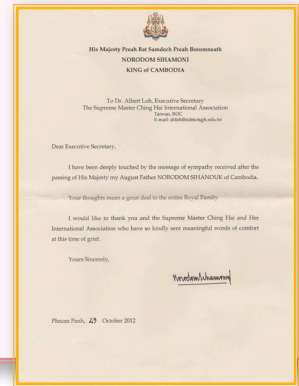 His Majesty Preah Bat Samdech Preah Boromneath
NORODOM SIHAMONI
KING of CAMBODIA
To Dr. Albert Loh, Executive Secretary
The Supreme Master Ching Hai International Association
Taiwan, ROC
Dear Executive Secretary,
I have been deeply touched by the message of sympathy received after the
passing of His Majesty my August Father NORODOM SIHANOUK of Cambodia.
Your thoughts mean a great deal to the entire Royal Family.
I would like to thank you and the Supreme Master Ching Hai and Her
International Association who have so kindly sent meaningful words of comfort
at this time of grief.
Yours Sincerely,
Norodom Sihamoni
Phnom Penh, 23 October 2012